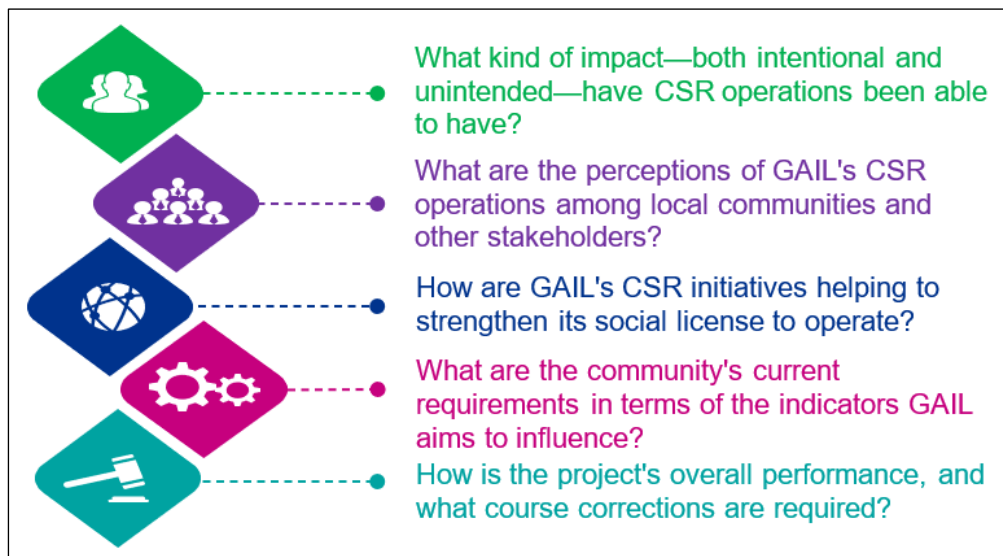 What kind of impact—both intentional and
unintended—have CSR operations been able
to have?
What are the perceptions of GAIL's CSR
operations among local communities and
other stakeholders?
How are GAIL's CSR initiatives helping to
strengthen its social license to operate?
What are the community's current
requirements in terms of the indicators GAIL
aims to influence?
How is the project's overall performance, and
what course corrections are required?